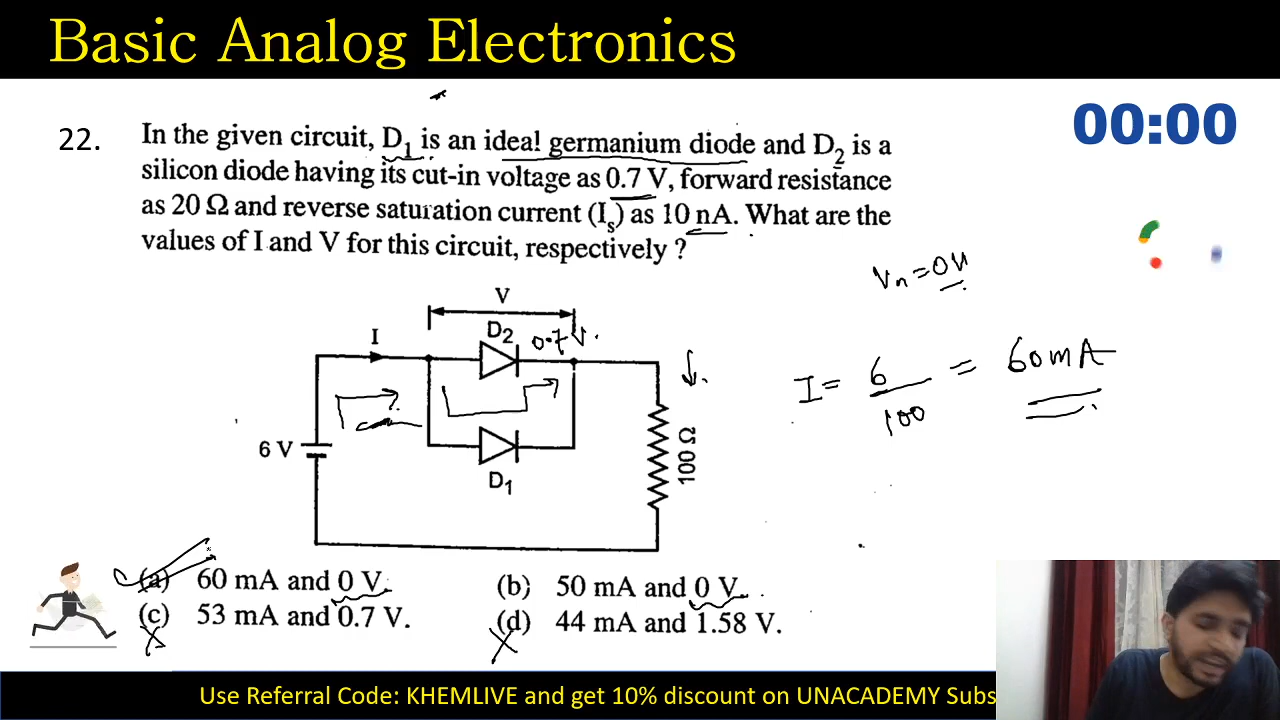 Basic Analog Electronics
00:00
22. In the given circuit, D1 is an ideal germanium diode and D2 is a
silicon diode having its cut-in voltage as 0.7 V, forward resistance
as 20 Ω and reverse saturation current (Is) as 10 nA. What are the
values of I and V for this circuit, respectively ?
Vn = 0V
V
I
D2
0.7V.
I = 6/100 = 60mA
6 V
100 Ω
D1
(a) 60 mA and 0 V.
(b) 50 mA and 0 V.
(c) 53 mA and 0.7 V.
(d) 44 mA and 1.58 V.
Use Referral Code: KHEMLIVE and get 10% discount on UNACADEMY Subs